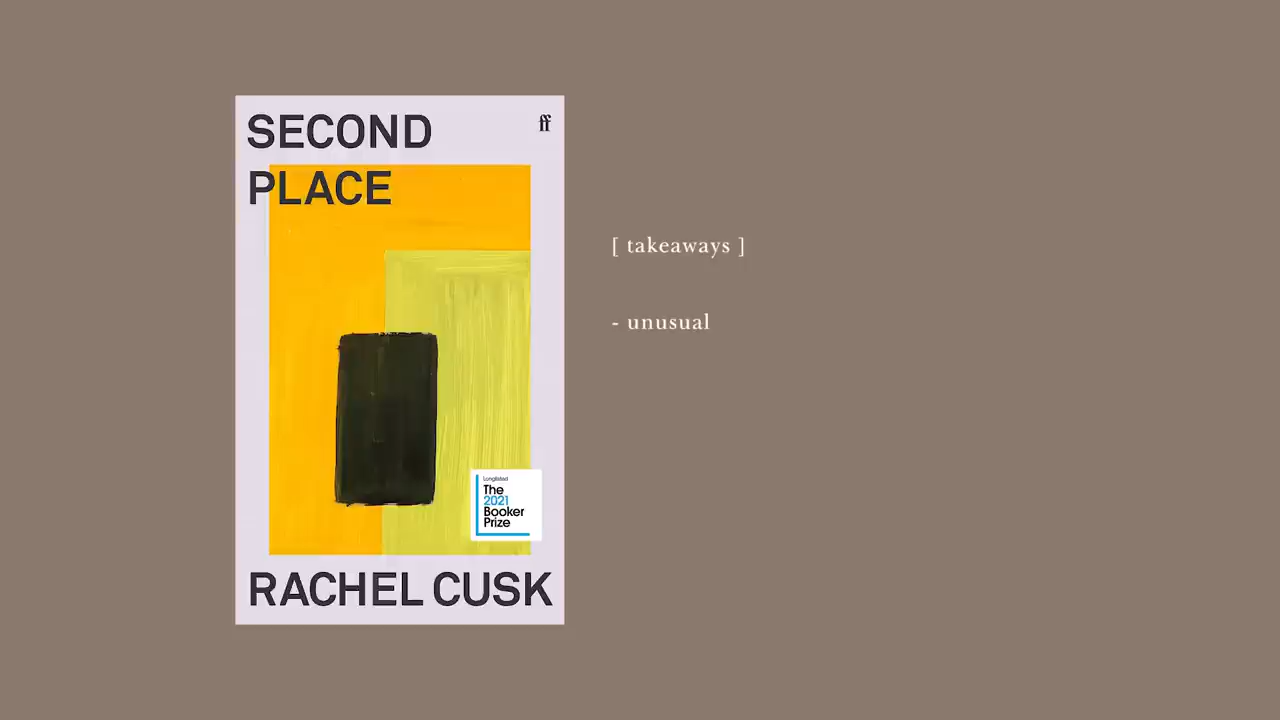 SECOND
ff
PLACE
Longlisted
The
2021
Booker
Prize
RACHEL CUSK
[ takeaways ]
- unusual